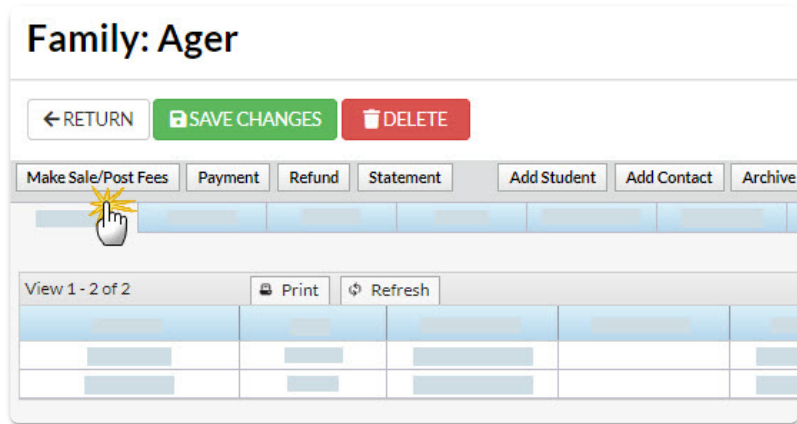 Family: Ager
RETURN SAVE CHANGES DELETE
Make Sale/Post Fees Payment Refund Statement Add Student Add Contact Archive
View 1 - 2 of 2 Print Refresh